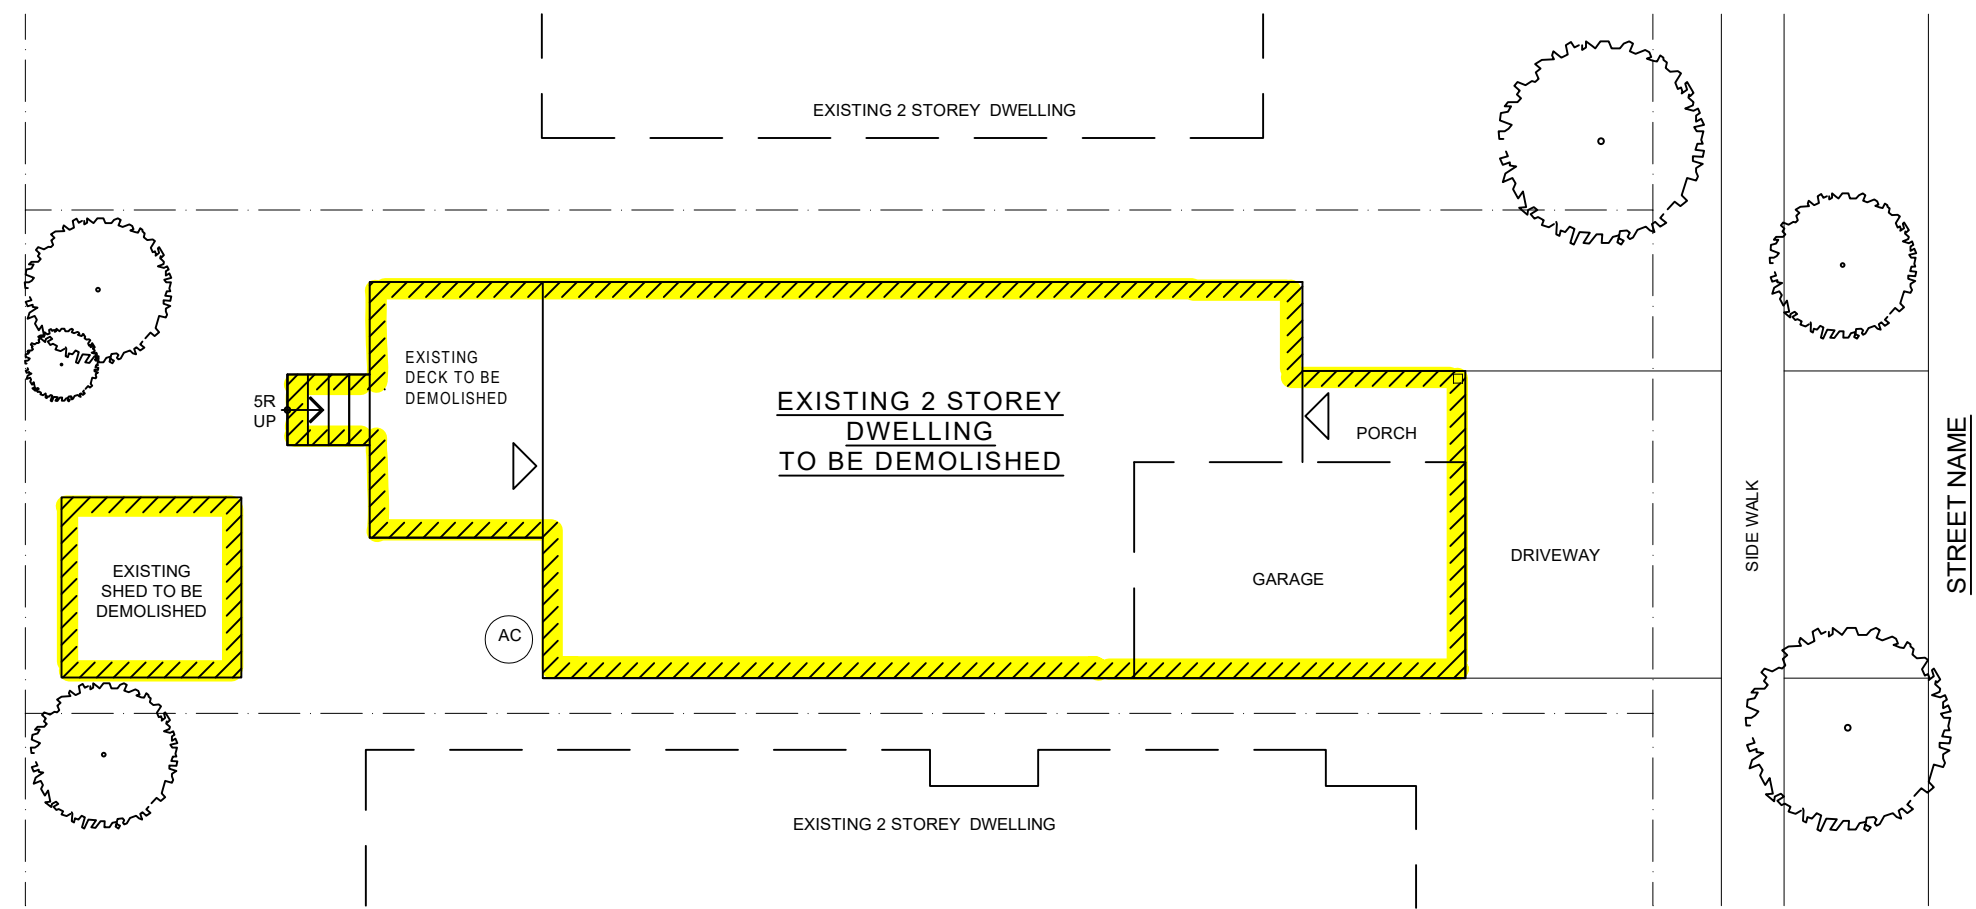 EXISTING 2 STOREY DWELLING
EXISTING
DECK TO BE
DEMOLISHED
5R
UP
EXISTING 2 STOREY
DWELLING
TO BE DEMOLISHED
PORCH
EXISTING
SHED TO BE
DEMOLISHED
AC
GARAGE
DRIVEWAY
SIDE WALK
STREET NAME
EXISTING 2 STOREY DWELLING